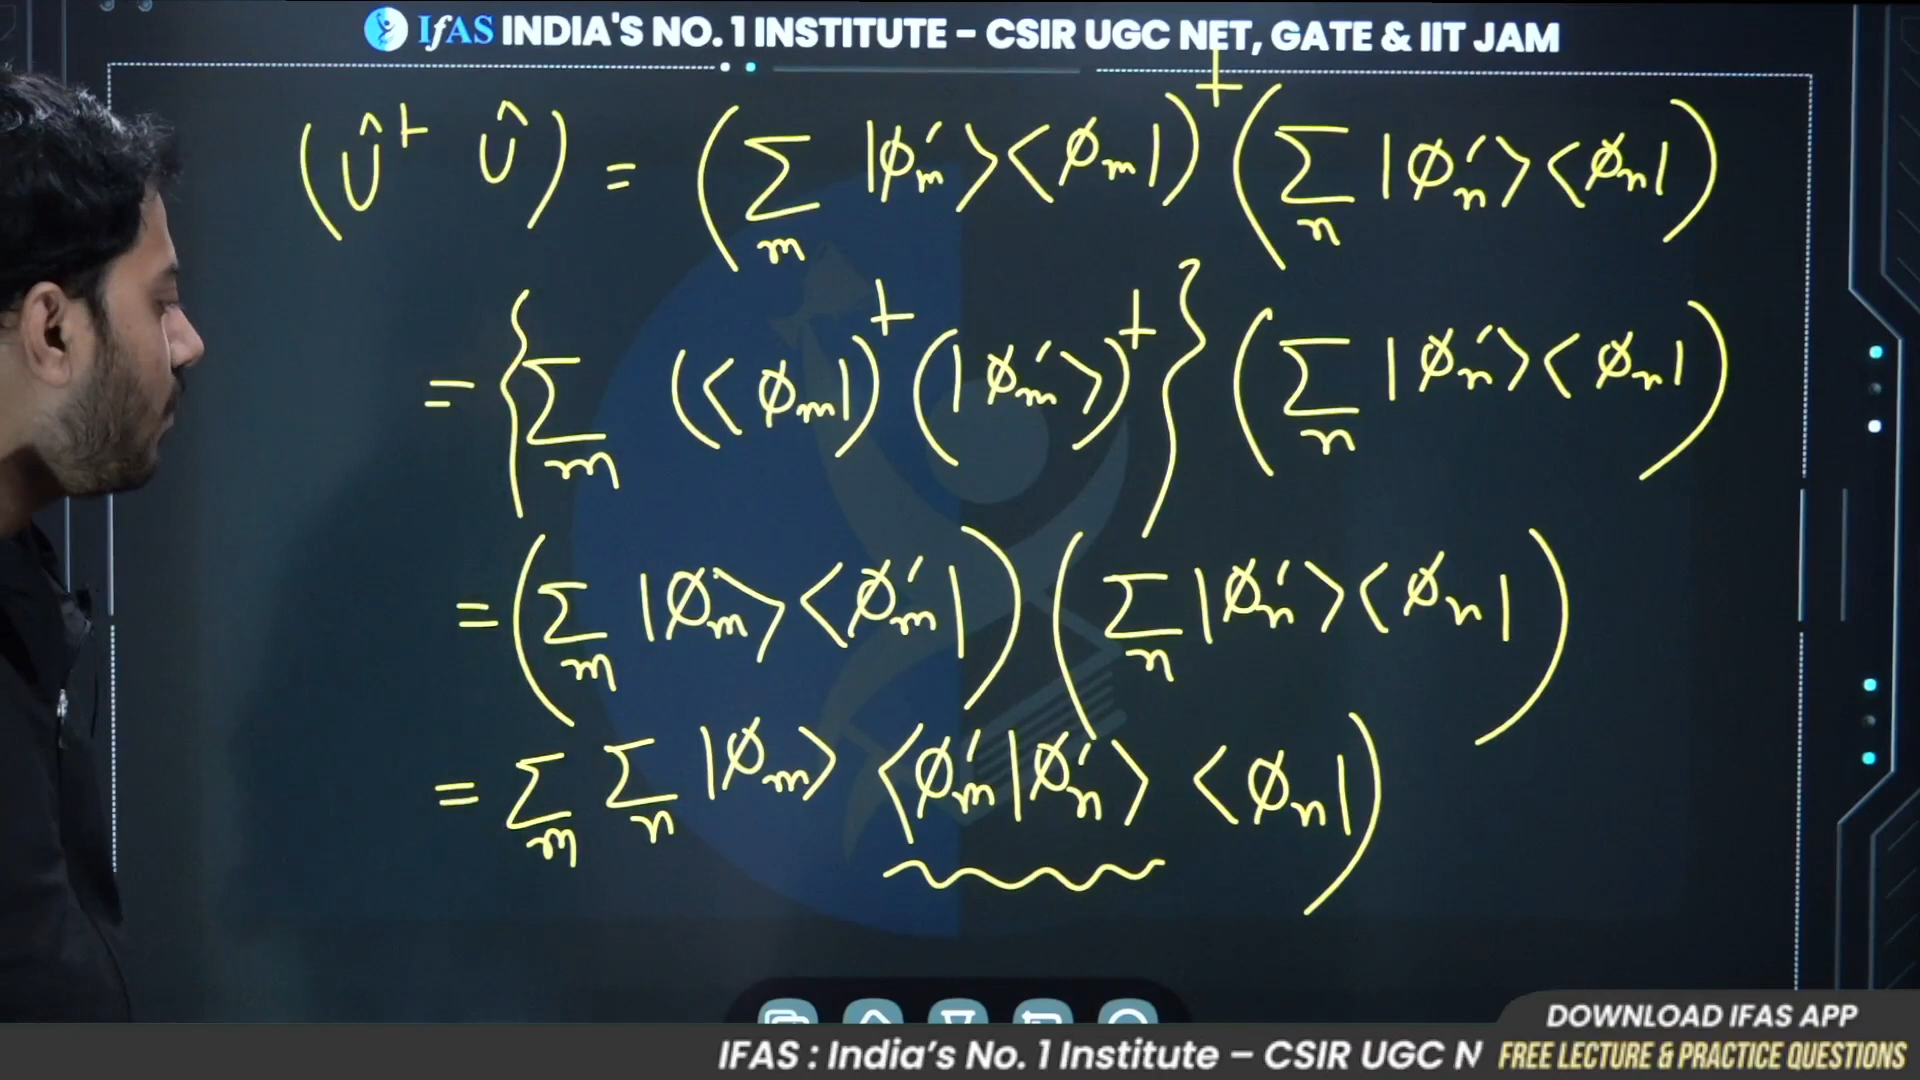 IfAS INDIA'S NO. 1 INSTITUTE – CSIR UGC NET, GATE & IIT JAM
(Û† Û) = (∑ₘ |ϕ′ₘ⟩⟨ϕₘ|)† (∑ₙ |ϕ′ₙ⟩⟨ϕₙ|)
= {∑ₘ (⟨ϕₘ|)† (|ϕ′ₘ⟩)†} (∑ₙ |ϕ′ₙ⟩⟨ϕₙ|)
= (∑ₘ |ϕₘ⟩⟨ϕ′ₘ|) (∑ₙ |ϕ′ₙ⟩⟨ϕₙ|)
= ∑ₘ ∑ₙ |ϕₘ⟩ ⟨ϕ′ₘ|ϕ′ₙ⟩ ⟨ϕₙ|)
DOWNLOAD IFAS APP
IFAS : India's No. 1 Institute – CSIR UGC N
FREE LECTURE & PRACTICE QUESTIONS